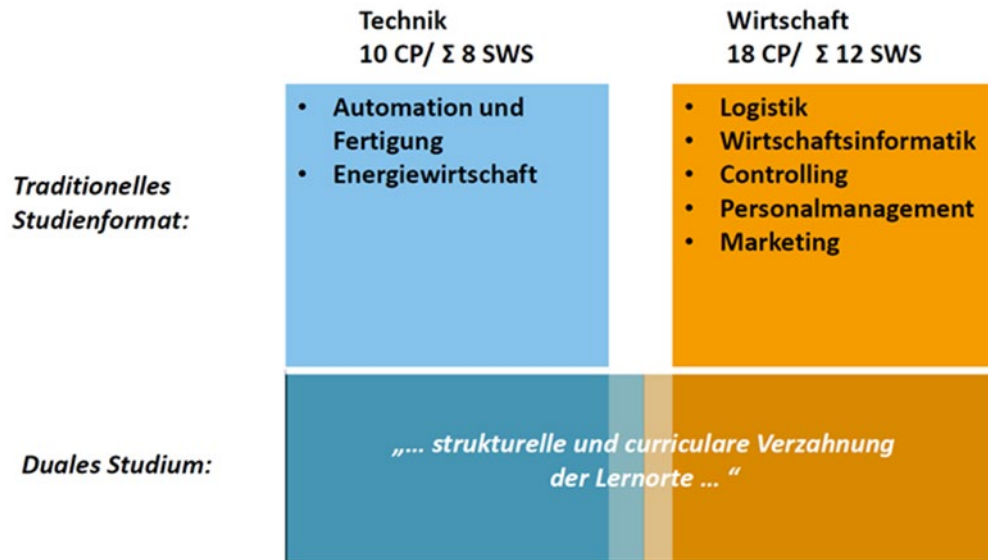 Technik
10 CP/ Σ 8 SWS
Wirtschaft
18 CP/ Σ 12 SWS
Traditionelles
Studienformat:
• Automation und
Fertigung
• Energiewirtschaft
• Logistik
• Wirtschaftsinformatik
• Controlling
• Personalmanagement
• Marketing
Duales Studium:
„... strukturelle und curriculare Verzahnung
der Lernorte ... “